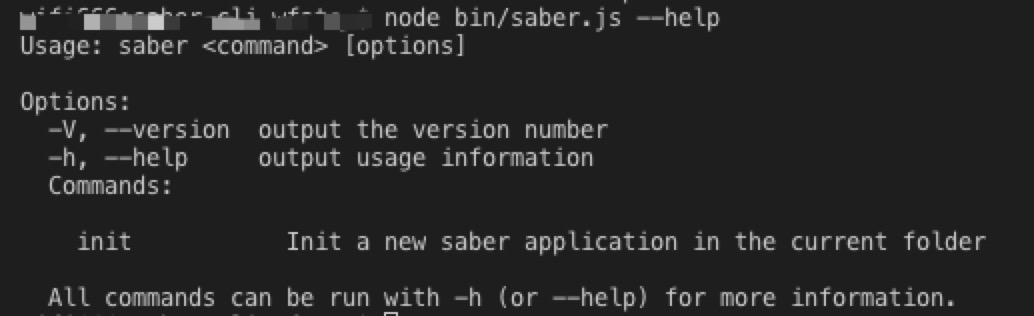 node bin/saber.js --help
Usage: saber <command> [options]
Options:
-V, --version output the version number
-h, --help output usage information
Commands:
init Init a new saber application in the current folder
All commands can be run with -h (or --help) for more information.